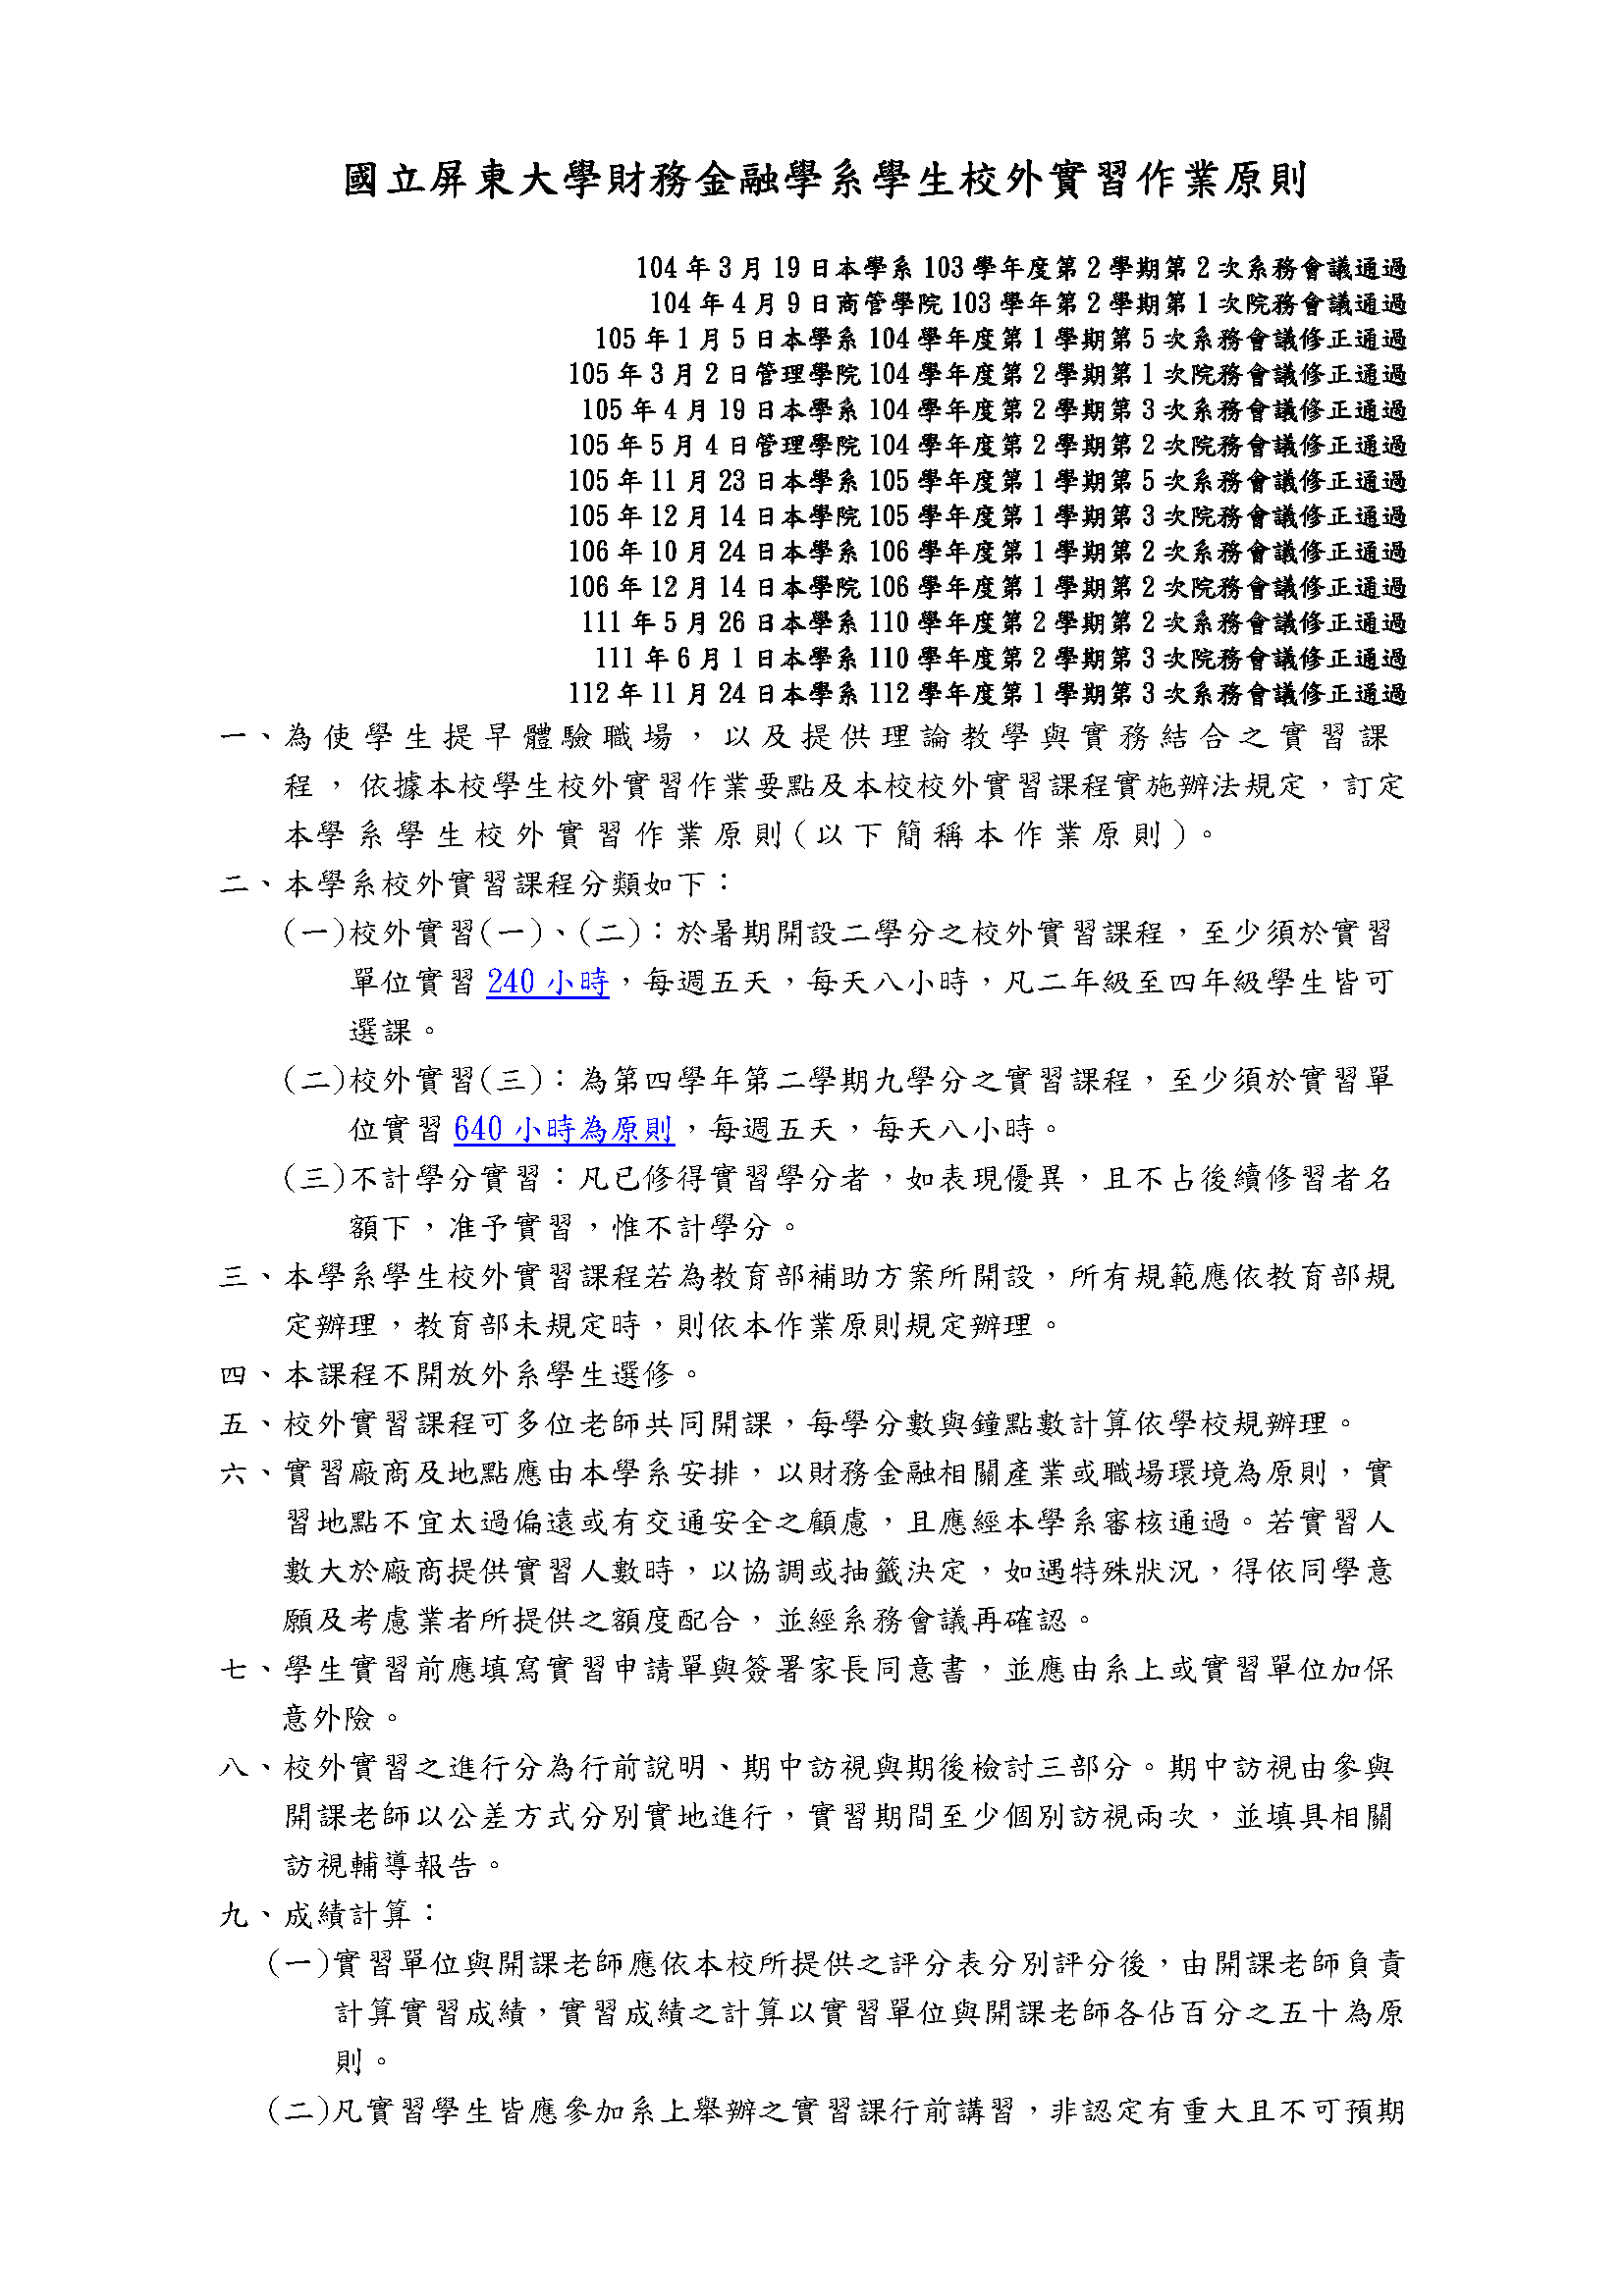 國立屏東大學財務金融學系學生校外實習作業原則
104 年 3 月 19 日本學系 103 學年度第 2 學期第 2 次系務會議通過
104 年 4 月 9 日商管學院 103 學年第 2 學期第 1 次院務會議通過
105 年 1 月 5 日本學系 104 學年度第 1 學期第 5 次系務會議修正通過
105 年 3 月 2 日管理學院 104 學年度第 2 學期第 1 次院務會議修正通過
105 年 4 月 19 日本學系 104 學年度第 2 學期第 3 次系務會議修正通過
105 年 5 月 4 日管理學院 104 學年度第 2 學期第 2 次院務會議修正通過
105 年 11 月 23 日本學系 105 學年度第 1 學期第 5 次系務會議修正通過
105 年 12 月 14 日本學院 105 學年度第 1 學期第 3 次院務會議修正通過
106 年 10 月 24 日本學系 106 學年度第 1 學期第 2 次系務會議修正通過
106 年 12 月 14 日本學院 106 學年度第 1 學期第 2 次院務會議修正通過
111 年 5 月 26 日本學系 110 學年度第 2 學期第 2 次系務會議修正通過
111 年 6 月 1 日本學系 110 學年度第 2 學期第 3 次院務會議修正通過
112 年 11 月 24 日本學系 112 學年度第 1 學期第 3 次系務會議修正通過
一、為使學生提早體驗職場，以及提供理論教學與實務結合之實習課
程，依據本校學生校外實習作業要點及本校校外實習課程實施辦法規定，訂定
本學系學生校外實習作業原則(以下簡稱本作業原則)。
二、本學系校外實習課程分類如下：
(一)校外實習(一)、(二)：於暑期開設二學分之校外實習課程，至少須於實習
單位實習 240 小時，每週五天，每天八小時，凡二年級至四年級學生皆可
選課。
(二)校外實習(三)：為第四學年第二學期九學分之實習課程，至少須於實習單
位實習 640 小時為原則，每週五天，每天八小時。
(三)不計學分實習：凡已修得實習學分者，如表現優異，且不占後續修習者名
額下，准予實習，惟不計學分。
三、本學系學生校外實習課程若為教育部補助方案所開設，所有規範應依教育部規
定辦理，教育部未規定時，則依本作業原則規定辦理。
四、本課程不開放外系學生選修。
五、校外實習課程可多位老師共同開課，每學分數與鐘點數計算依學校規辦理。
六、實習廠商及地點應由本學系安排，以財務金融相關產業或職場環境為原則，實
習地點不宜太過偏遠或有交通安全之顧慮，且應經本學系審核通過。若實習人
數大於廠商提供實習人數時，以協調或抽籤決定，如遇特殊狀況，得依同學意
願及考慮業者所提供之額度配合，並經系務會議再確認。
七、學生實習前應填寫實習申請單與簽署家長同意書，並應由系上或實習單位加保
意外險。
八、校外實習之進行分為行前說明、期中訪視與期後檢討三部分。期中訪視由參與
開課老師以公差方式分別實地進行，實習期間至少個別訪視兩次，並填具相關
訪視輔導報告。
九、成績計算：
(一)實習單位與開課老師應依本校所提供之評分表分別評分後，由開課老師負責
計算實習成績，實習成績之計算以實習單位與開課老師各佔百分之五十為原
則。
(二)凡實習學生皆應參加系上舉辦之實習課行前講習，非認定有重大且不可預期